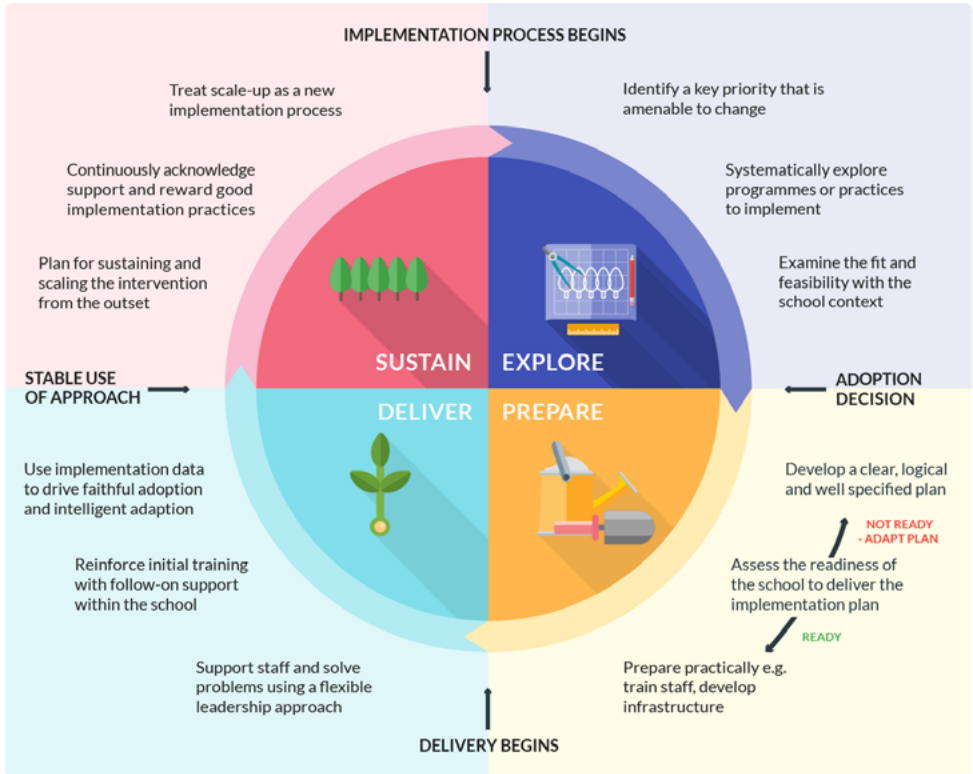 IMPLEMENTATION PROCESS BEGINS
Identify a key priority that is
amenable to change
Systematically explore
programmes or practices
to implement
Examine the fit and
feasibility with the
school context
EXPLORE
ADOPTION
DECISION
PREPARE
Develop a clear, logical
and well specified plan
NOT READY
- ADAPT PLAN
Assess the readiness of
the school to deliver the
implementation plan
READY
Prepare practically e.g.
train staff, develop
infrastructure
DELIVERY BEGINS
DELIVER
Support staff and solve
problems using a flexible
leadership approach
Reinforce initial training
with follow-on support
within the school
Use implementation data
to drive faithful adoption
and intelligent adaption
STABLE USE
OF APPROACH
SUSTAIN
Plan for sustaining and
scaling the intervention
from the outset
Continuously acknowledge
support and reward good
implementation practices
Treat scale-up as a new
implementation process